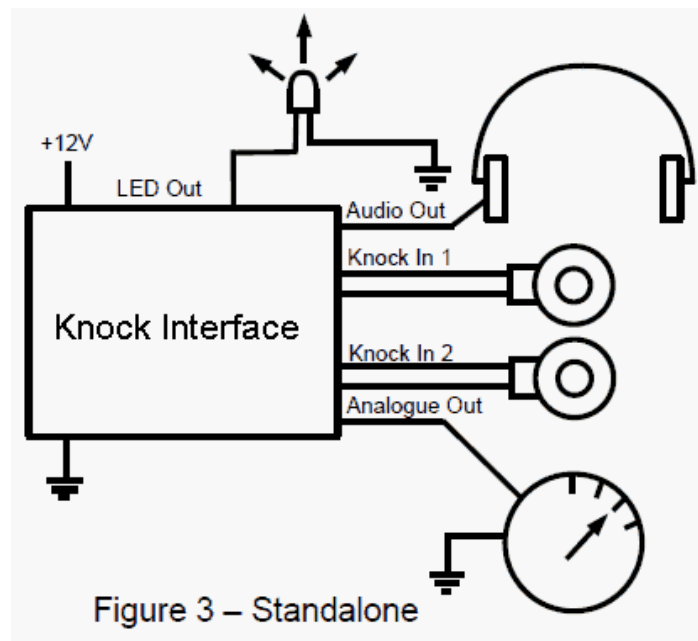 +12V
LED Out
Audio Out
Knock In 1
Knock Interface
Knock In 2
Analogue Out
Figure 3 – Standalone